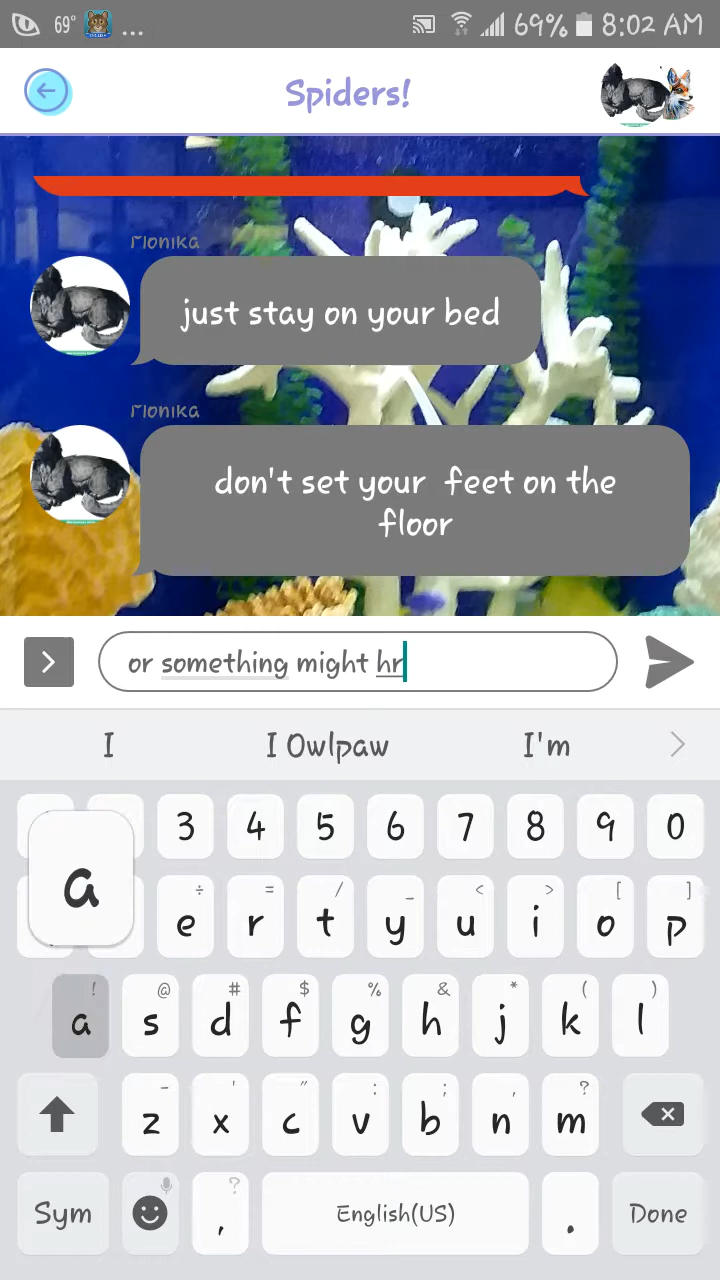 69° ... 69% 8:02 AM
Spiders!
Monika
just stay on your bed
Monika
don't set your feet on the
floor
or something might hr
I I Owlpaw I'm
3 4 5 6 7 8 9 0
a
÷ = / _ < > [ ]
e r t y u i o p
! @ # $ % & * ( )
a s d f g h j k l
- ' " : ; , ?
z x c v b n m
?
Sym , English(US) . Done